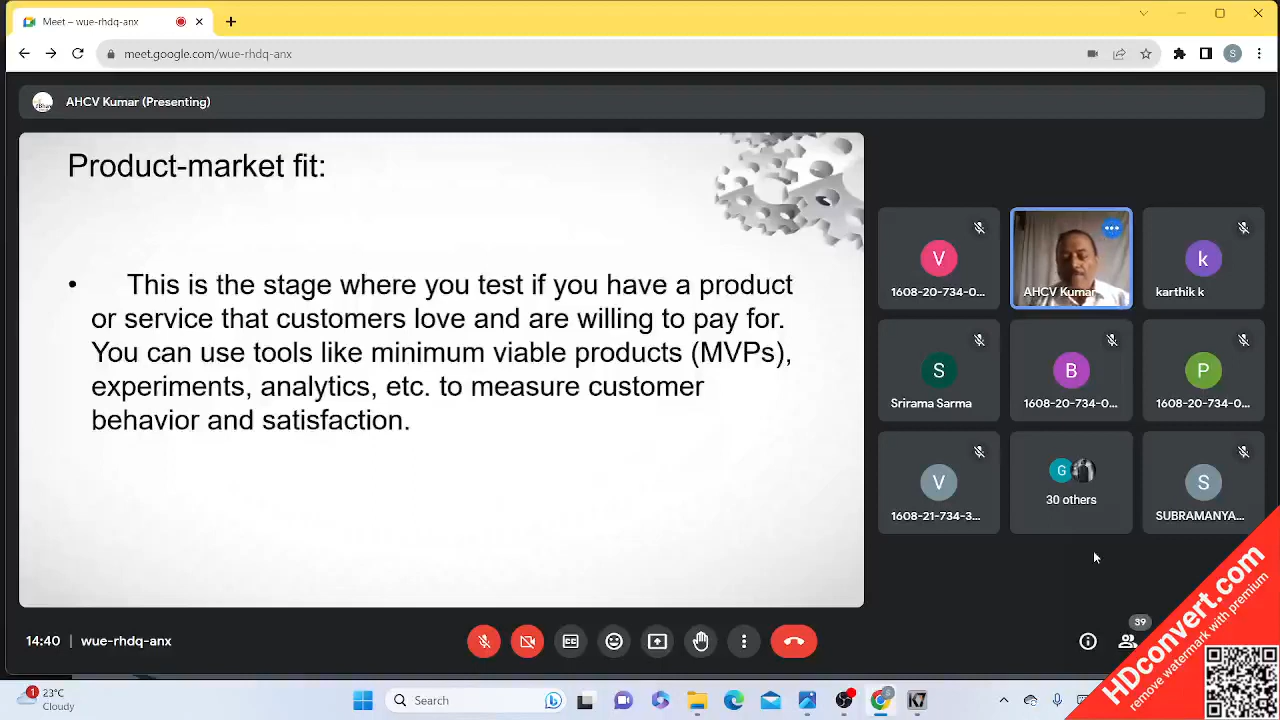 Meet – wue-rhdq-anx
meet.google.com/wue-rhdq-anx
S
AHCV Kumar (Presenting)
Product-market fit:
• This is the stage where you test if you have a product
or service that customers love and are willing to pay for.
You can use tools like minimum viable products (MVPs),
experiments, analytics, etc. to measure customer
behavior and satisfaction.
V
1608-20-734-0...
AHCV Kumar
k
karthik k
S
Srirama Sarma
B
1608-20-734-0...
P
1608-20-734-0...
V
1608-21-734-3...
G
30 others
S
SUBRAMANYA...
14:40 | wue-rhdq-anx
39
HDconvert.com
remove watermark with premium
1
23°C
Cloudy
Search
K7